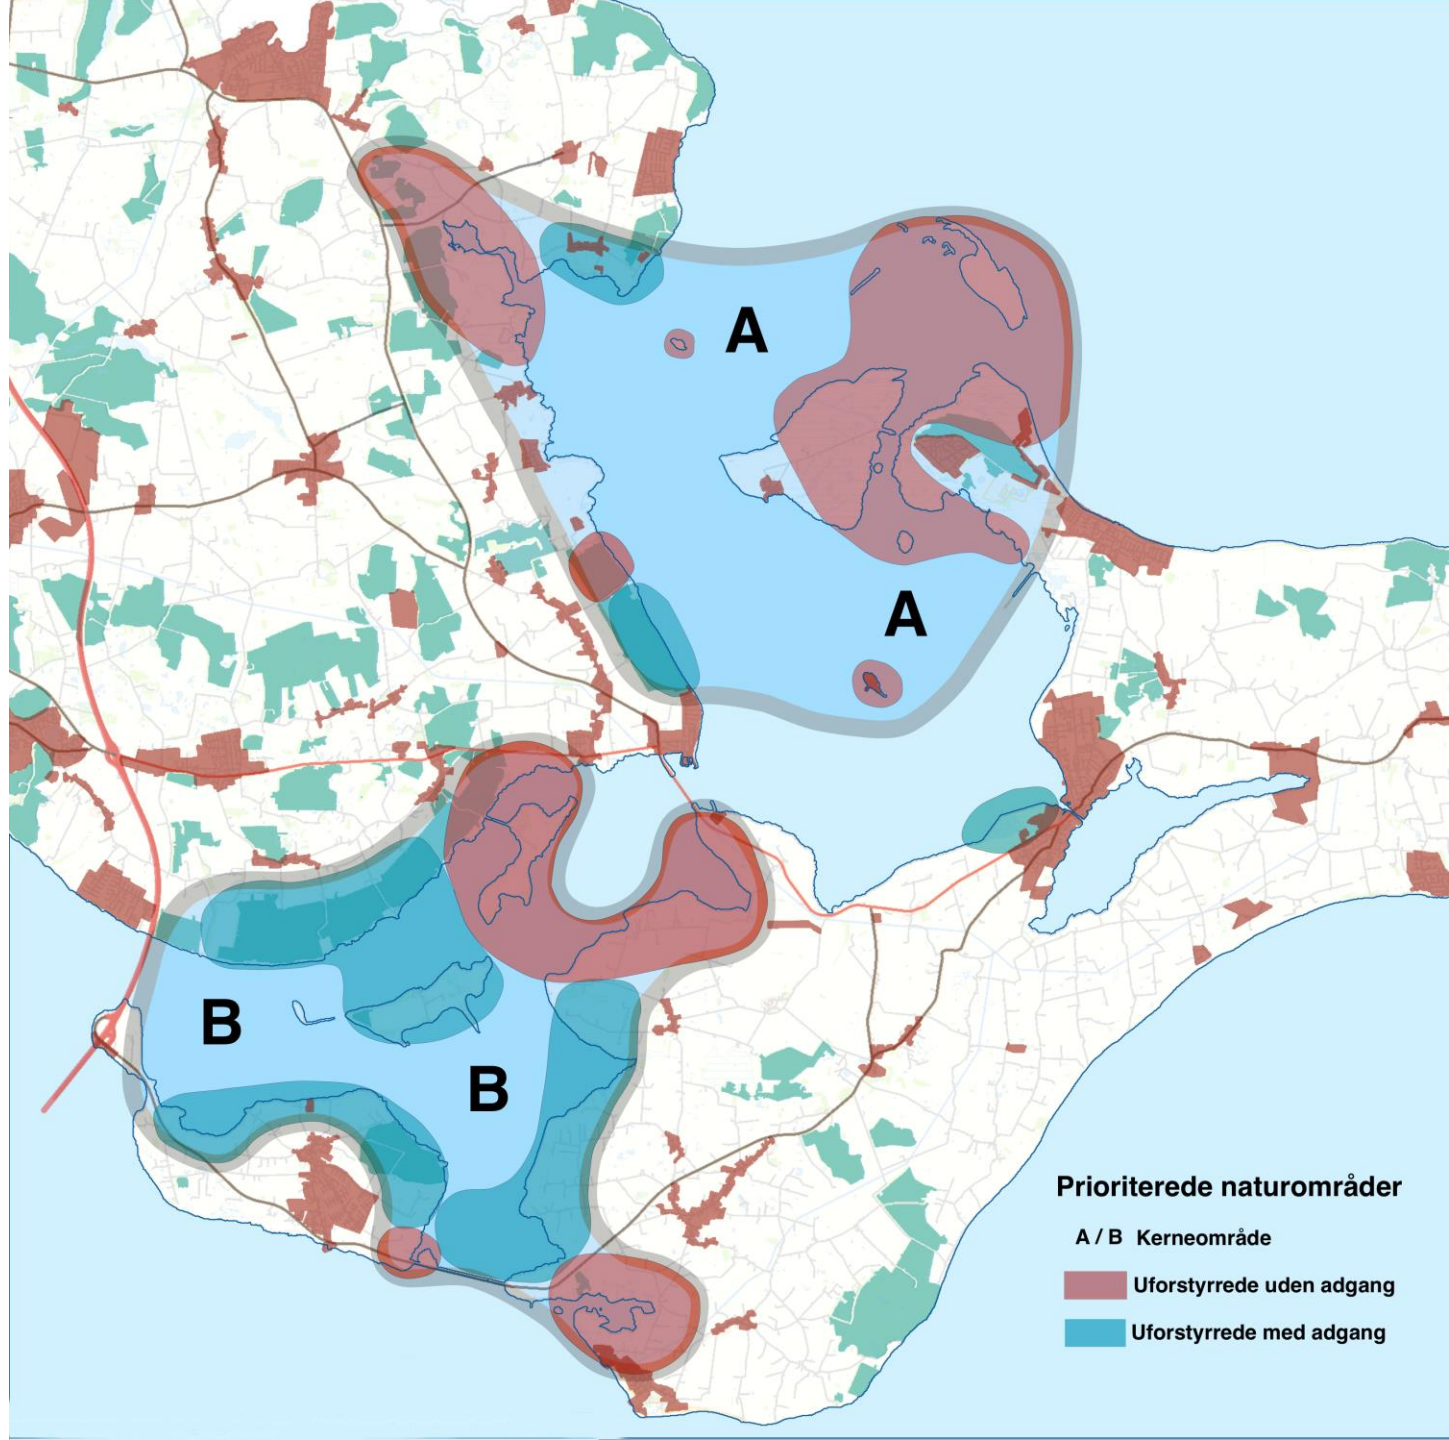 A
A
B
B
Prioriterede naturområder
A / B Kerneområde
Uforstyrrede uden adgang
Uforstyrrede med adgang